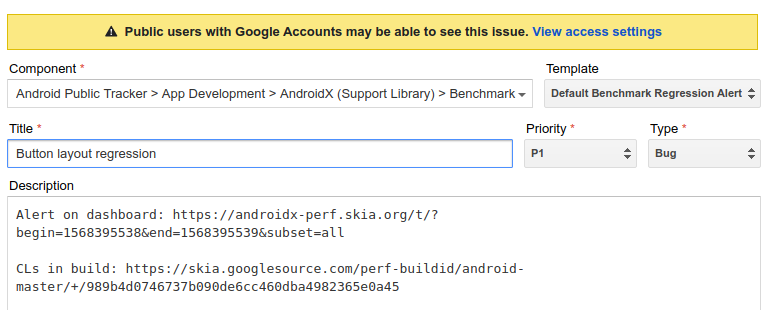 Public users with Google Accounts may be able to see this issue. View access settings
Component *
Template
Android Public Tracker > App Development > AndroidX (Support Library) > Benchmark
Default Benchmark Regression Alert
Title *
Priority *
Type *
Button layout regression
P1
Bug
Description
Alert on dashboard: https://androidx-perf.skia.org/t/?
begin=1568395538&end=1568395539&subset=all
CLs in build: https://skia.googlesource.com/perf-buildid/android-
master/+/989b4d0746737b090de6cc460dba4982365e0a45